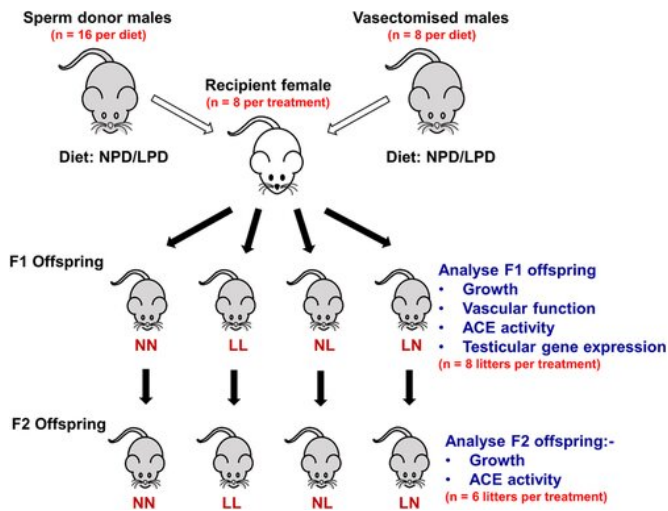 Sperm donor males
(n = 16 per diet)
Vasectomised males
(n = 8 per diet)
Recipient female
(n = 8 per treatment)
Diet: NPD/LPD
Diet: NPD/LPD
F1 Offspring
NN
LL
NL
LN
Analyse F1 offspring
• Growth
• Vascular function
• ACE activity
• Testicular gene expression
(n = 8 litters per treatment)
F2 Offspring
NN
LL
NL
LN
Analyse F2 offspring:-
• Growth
• ACE activity
(n = 6 litters per treatment)